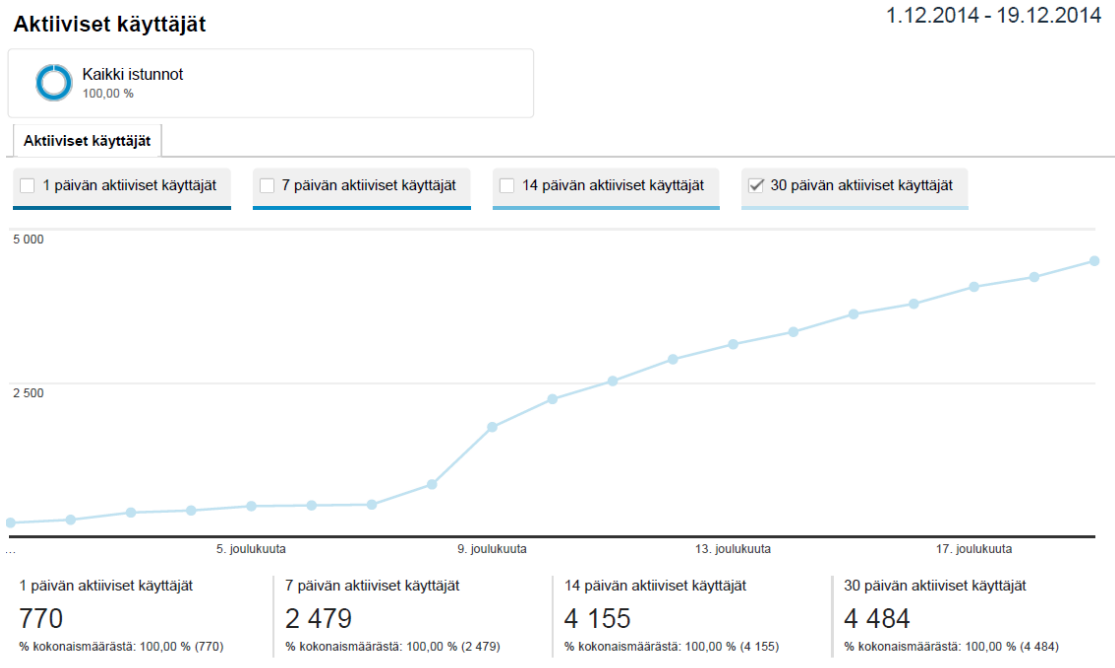 Aktiiviset käyttäjät
1.12.2014 - 19.12.2014
Kaikki istunnot
100,00 %
Aktiiviset käyttäjät
1 päivän aktiiviset käyttäjät
7 päivän aktiiviset käyttäjät
14 päivän aktiiviset käyttäjät
30 päivän aktiiviset käyttäjät
5 000
2 500
...
5. joulukuuta
9. joulukuuta
13. joulukuuta
17. joulukuuta
1 päivän aktiiviset käyttäjät
770
% kokonaismäärästä: 100,00 % (770)
7 päivän aktiiviset käyttäjät
2 479
% kokonaismäärästä: 100,00 % (2 479)
14 päivän aktiiviset käyttäjät
4 155
% kokonaismäärästä: 100,00 % (4 155)
30 päivän aktiiviset käyttäjät
4 484
% kokonaismäärästä: 100,00 % (4 484)